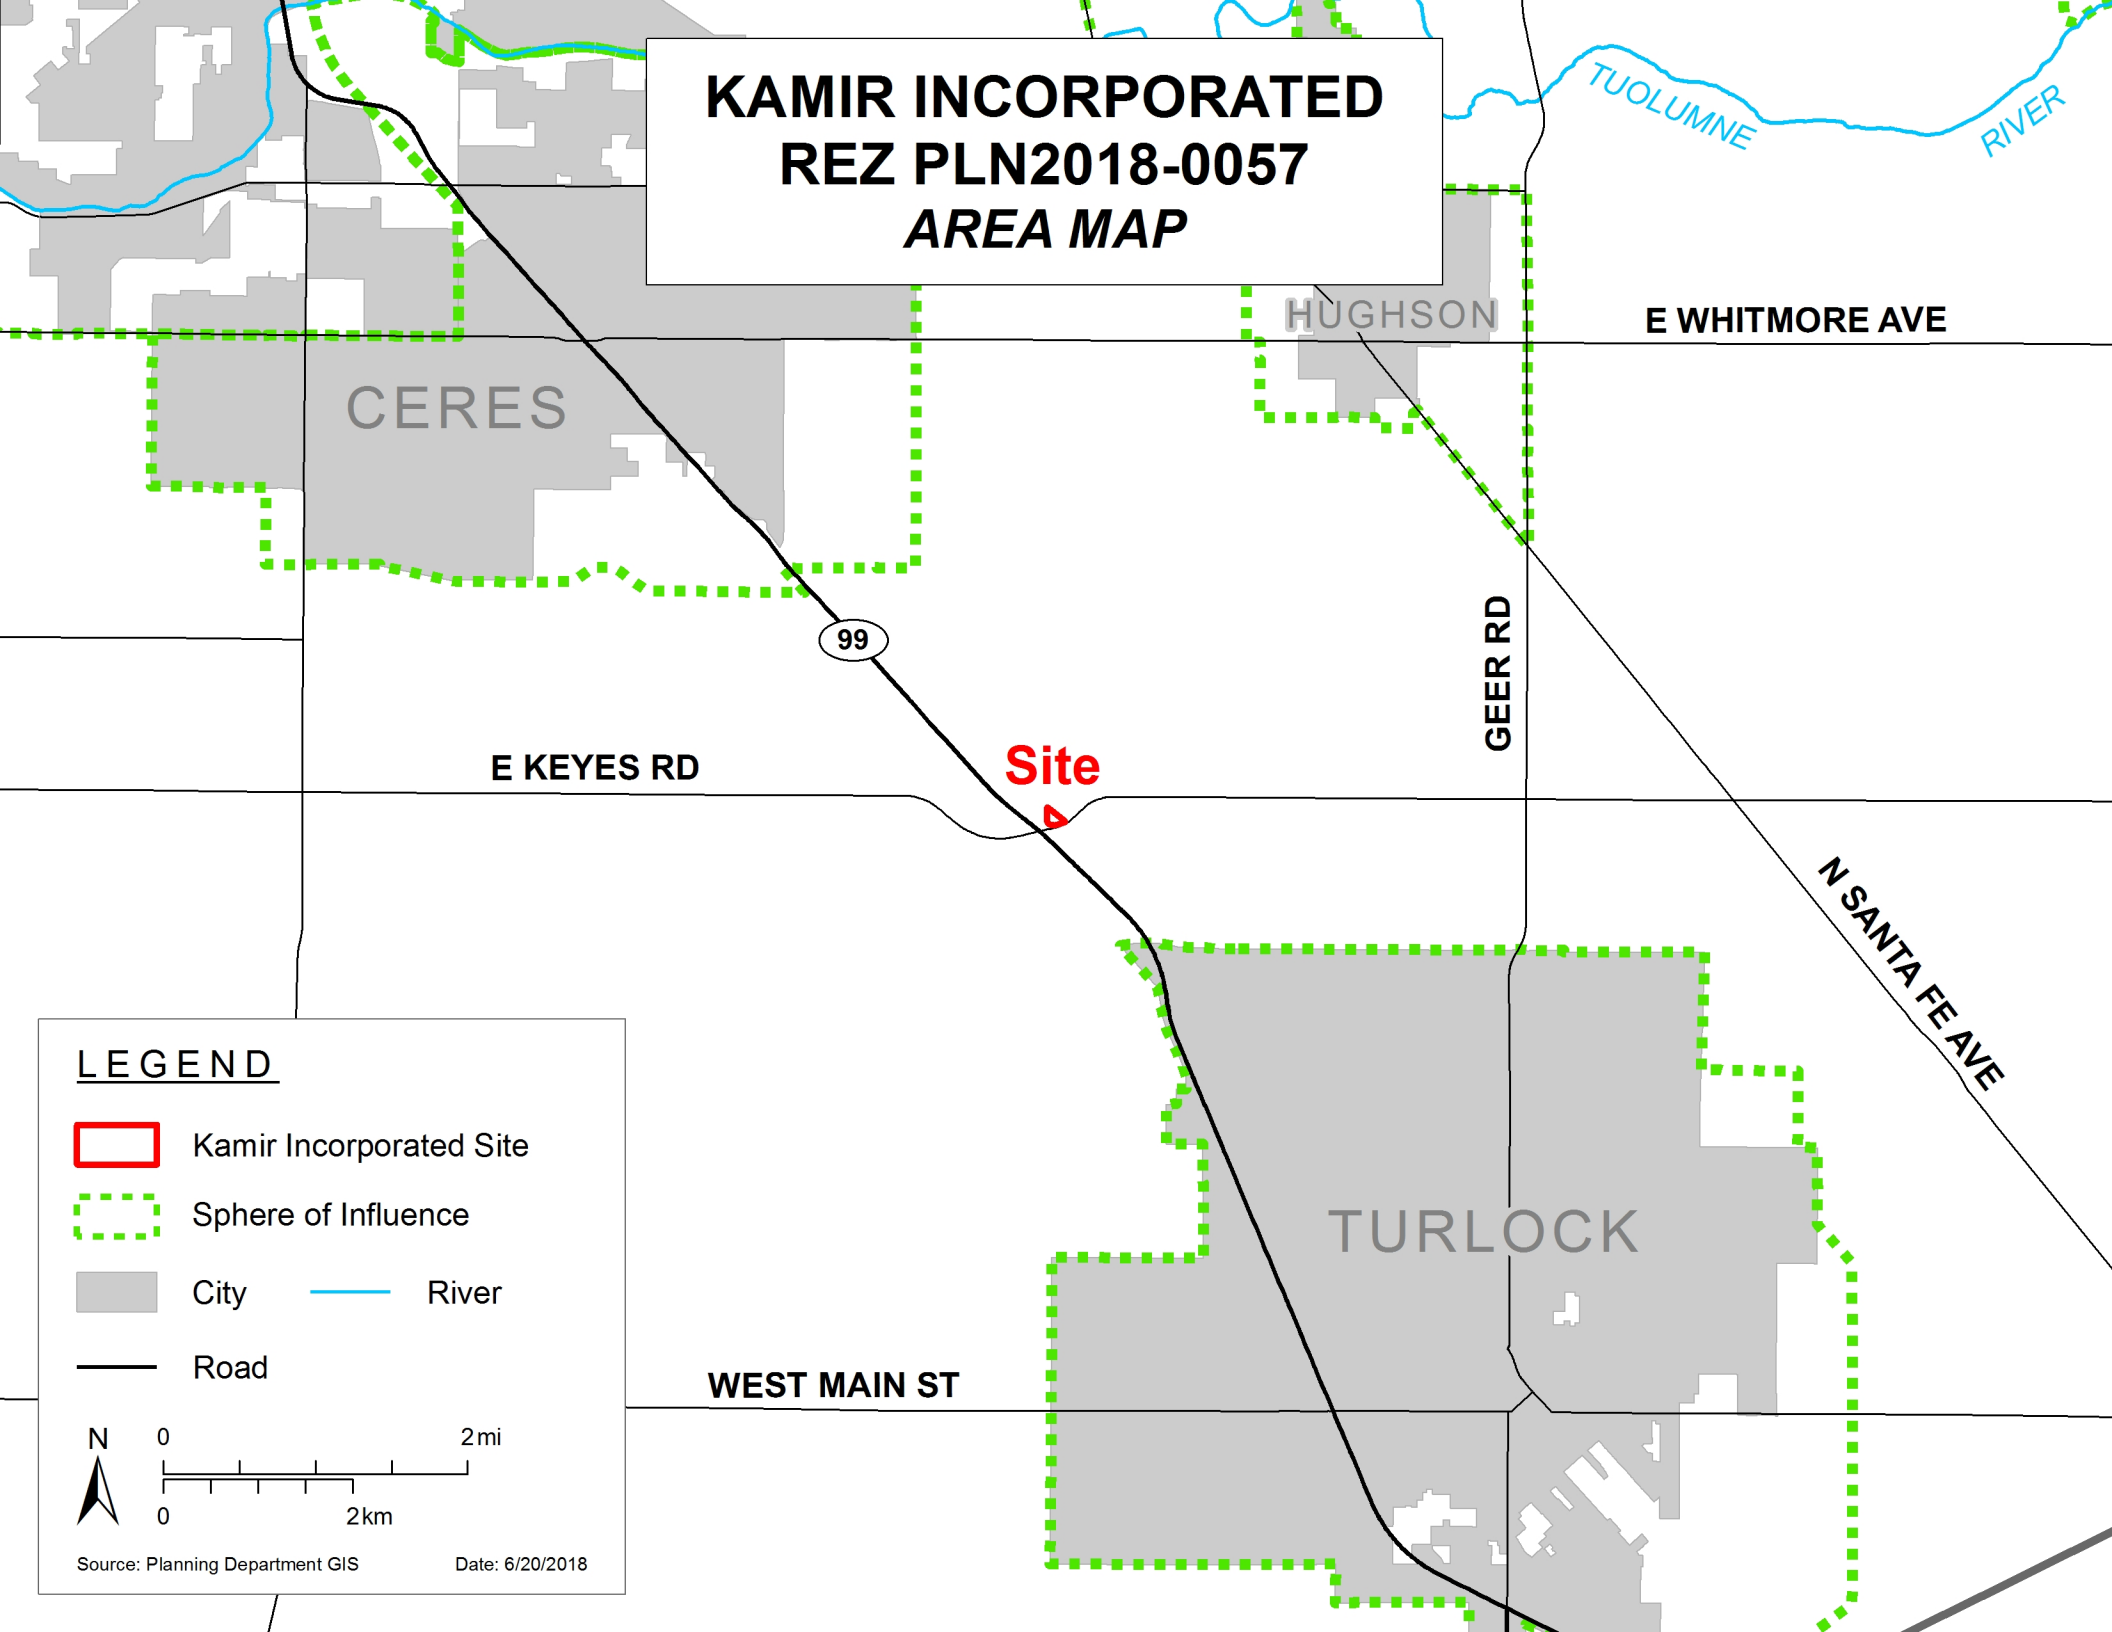 KAMIR INCORPORATED
REZ PLN2018-0057
AREA MAP
TUOLUMNE
RIVER
HUGHSON
E WHITMORE AVE
CERES
99
GEER RD
Site
E KEYES RD
N SANTA FE AVE
TURLOCK
WEST MAIN ST
LEGEND
Kamir Incorporated Site
Sphere of Influence
City
River
Road
N
0
2 mi
0
2 km
Source: Planning Department GIS
Date: 6/20/2018